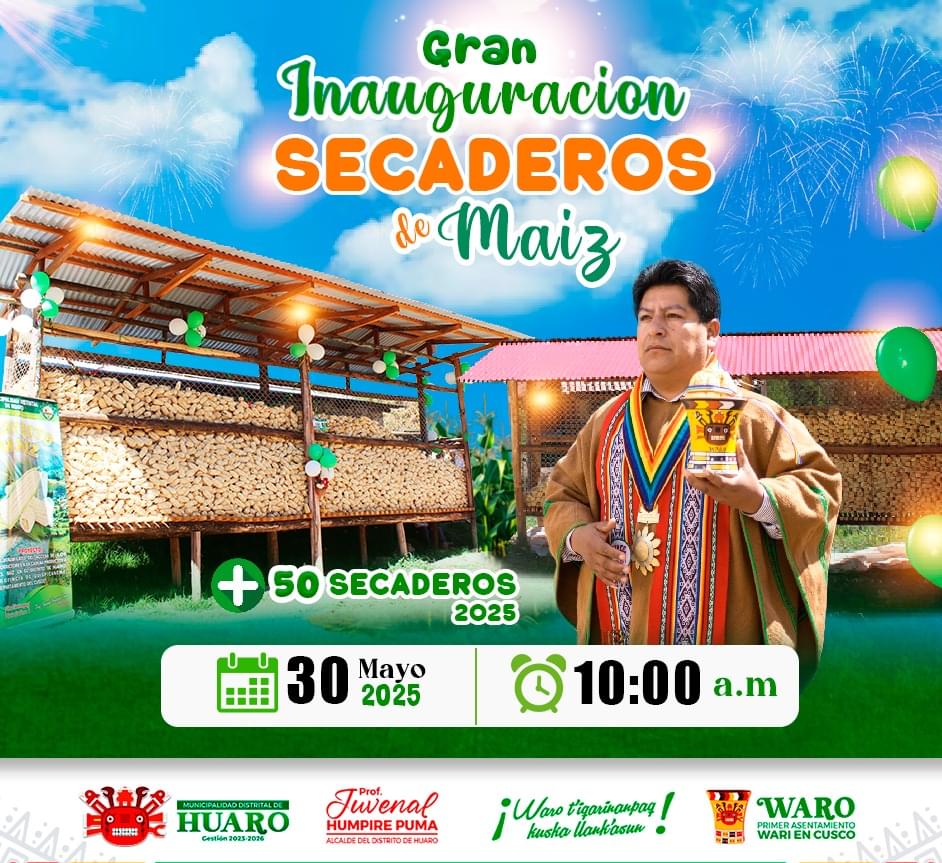 Gran
Inauguracion
SECADEROS
de Maiz
+ 50 SECADEROS
2025
30 Mayo
2025
10:00 a.m
MUNICIPALIDAD DISTRITAL DE
HUARO
Gestión 2023-2026
Prof.
Juvenal
HUMPIRE PUMA
ALCALDE DEL DISTRITO DE HUARO
¡Waro t'iqarinanpaq
kuska llank'asun!
WARO
PRIMER ASENTAMIENTO
WARI EN CUSCO